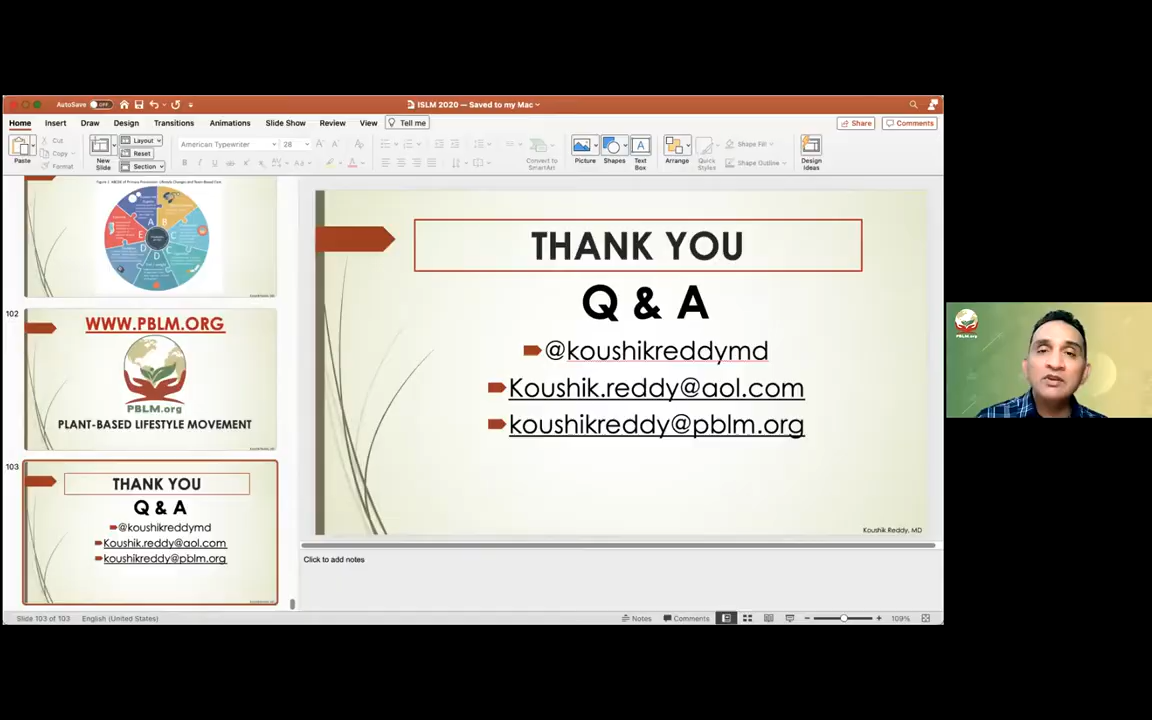 AutoSave OFF
ISLM 2020 — Saved to my Mac
Home Insert Draw Design Transitions Animations Slide Show Review View Tell me
Share Comments
Paste
Cut
Copy
Format
New Slide
Layout
Reset
Section
American Typewriter 28
Convert to SmartArt
Picture
Shapes
Text Box
Arrange
Quick Styles
Shape Fill
Shape Outline
Design Ideas
A
B
C
C
D
D
D
E
102
WWW.PBLM.ORG
PBLM.org
PLANT-BASED LIFESTYLE MOVEMENT
103
THANK YOU
Q & A
@koushikreddymd
Koushik.reddy@aol.com
koushikreddy@pblm.org
THANK YOU
Q & A
@koushikreddymd
Koushik.reddy@aol.com
koushikreddy@pblm.org
Koushik Reddy, MD
Click to add notes
PBLM.org
Slide 103 of 103 English (United States)
Notes Comments 109%